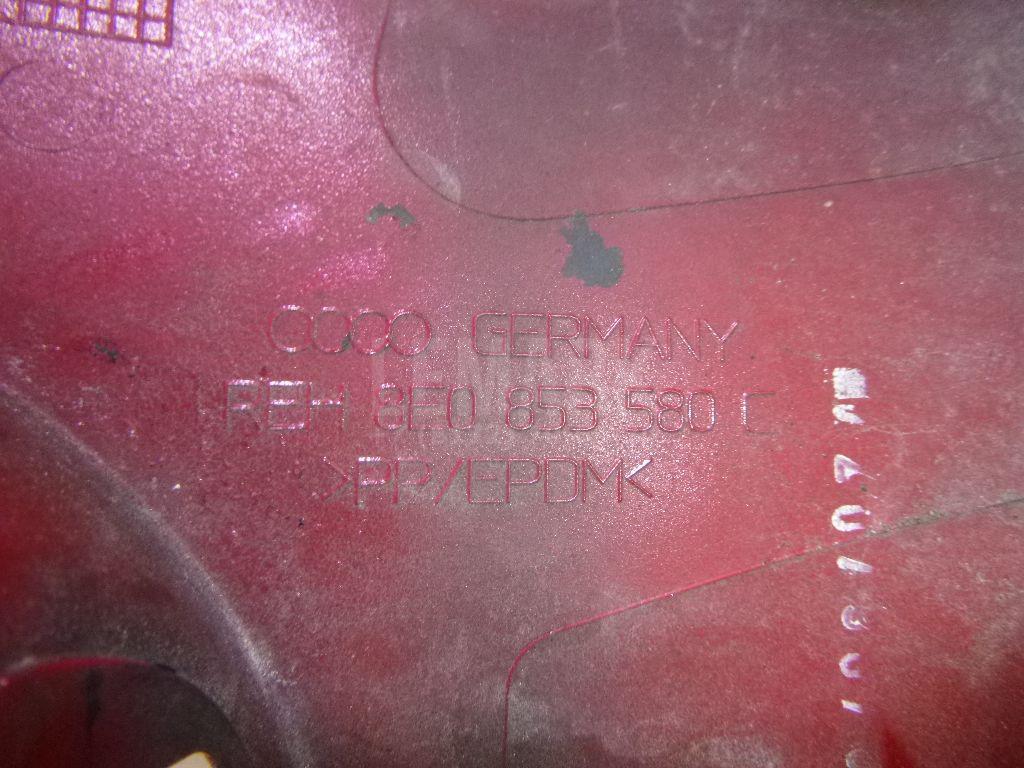 GERMANY
REH 8E0 853 580 C
>PP/EPDM<